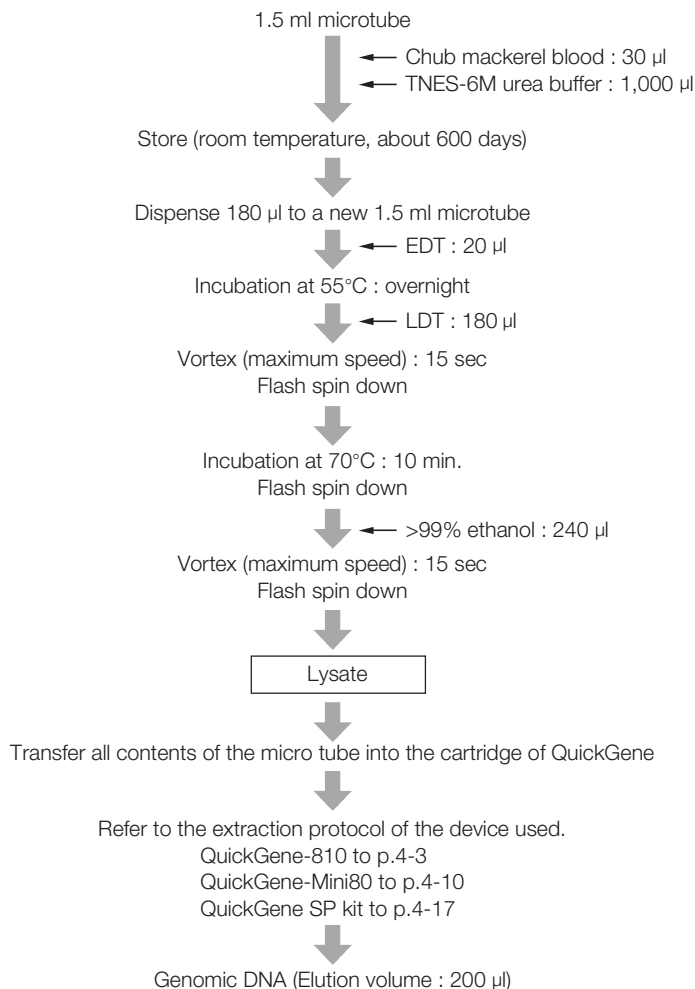 1.5 ml microtube
Chub mackerel blood : 30 µl
TNES-6M urea buffer : 1,000 µl
Store (room temperature, about 600 days)
Dispense 180 µl to a new 1.5 ml microtube
EDT : 20 µl
Incubation at 55°C : overnight
LDT : 180 µl
Vortex (maximum speed) : 15 sec
Flash spin down
Incubation at 70°C : 10 min.
Flash spin down
>99% ethanol : 240 µl
Vortex (maximum speed) : 15 sec
Flash spin down
Lysate
Transfer all contents of the micro tube into the cartridge of QuickGene
Refer to the extraction protocol of the device used.
QuickGene-810 to p.4-3
QuickGene-Mini80 to p.4-10
QuickGene SP kit to p.4-17
Genomic DNA (Elution volume : 200 µl)